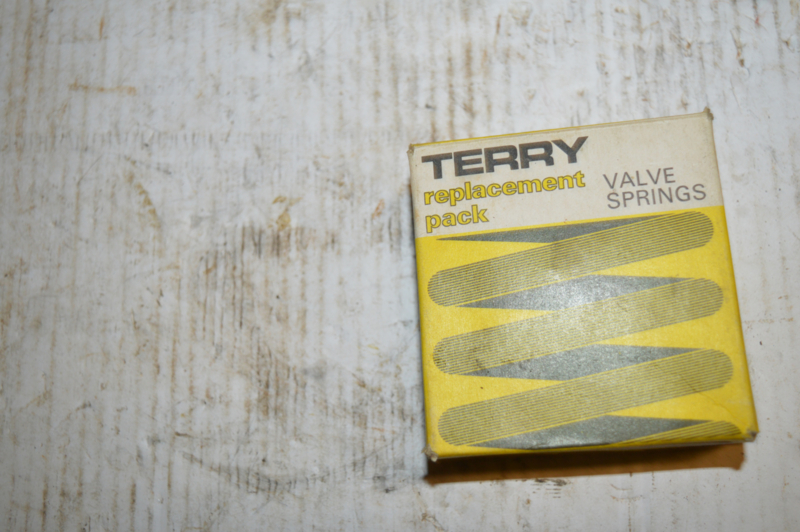 TERRY
replacement
pack
VALVE
SPRINGS